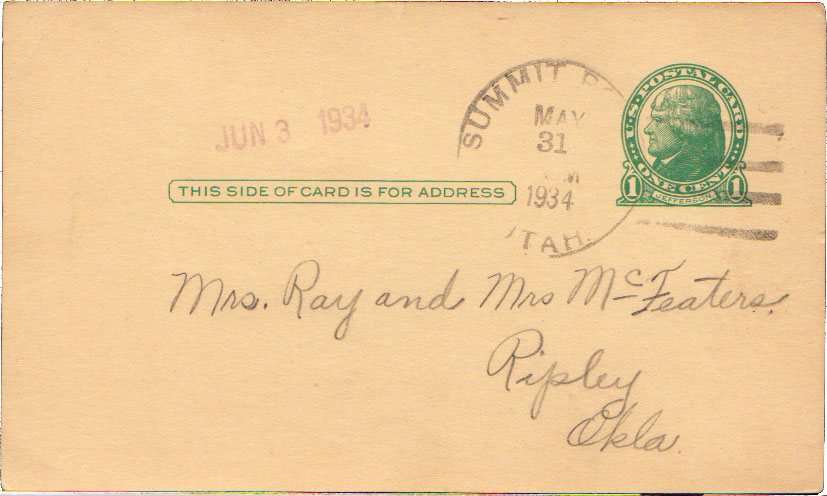 JUN 3 1934
SUMMIT
MAY
31
M
1934
UTAH.
U·S·POSTAL CARD
ONE CENT
1 JEFFERSON 1
THIS SIDE OF CARD IS FOR ADDRESS
Mrs. Ray and Mrs McFeaters.
Ripley
Okla.